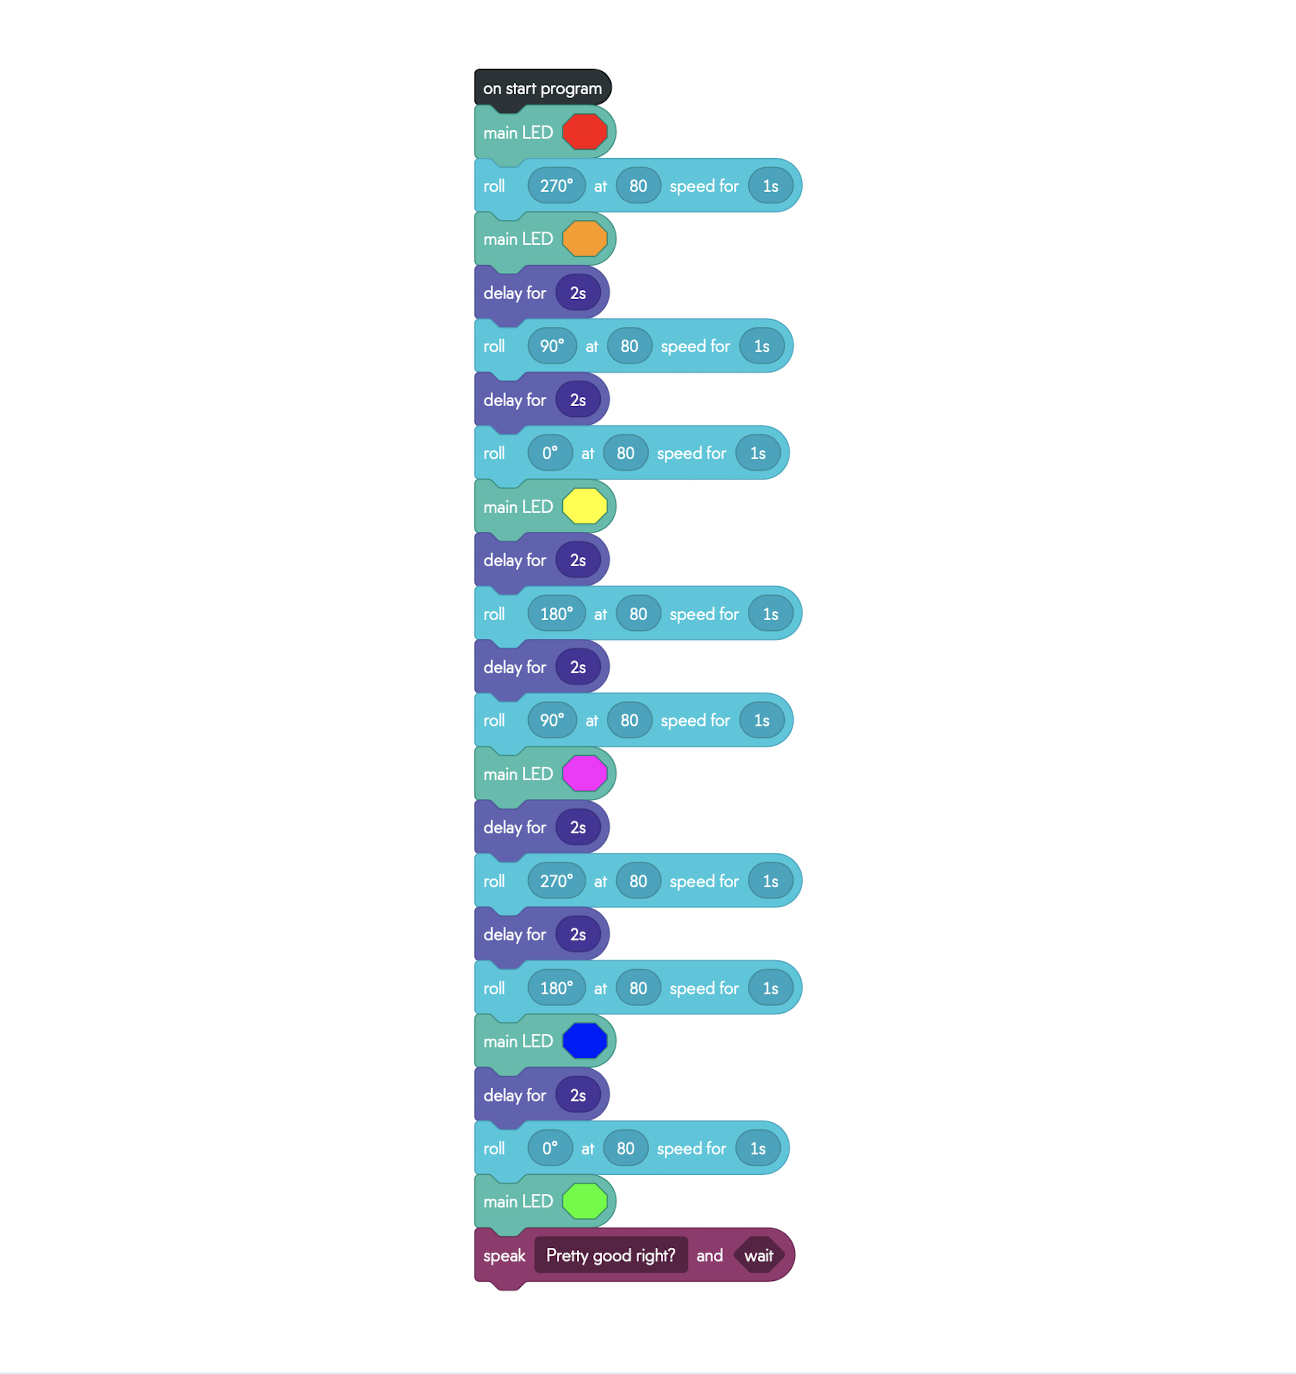 on start program
main LED
roll 270° at 80 speed for 1s
main LED
delay for 2s
roll 90° at 80 speed for 1s
delay for 2s
roll 0° at 80 speed for 1s
main LED
delay for 2s
roll 180° at 80 speed for 1s
delay for 2s
roll 90° at 80 speed for 1s
main LED
delay for 2s
roll 270° at 80 speed for 1s
delay for 2s
roll 180° at 80 speed for 1s
main LED
delay for 2s
roll 0° at 80 speed for 1s
main LED
speak Pretty good right? and wait